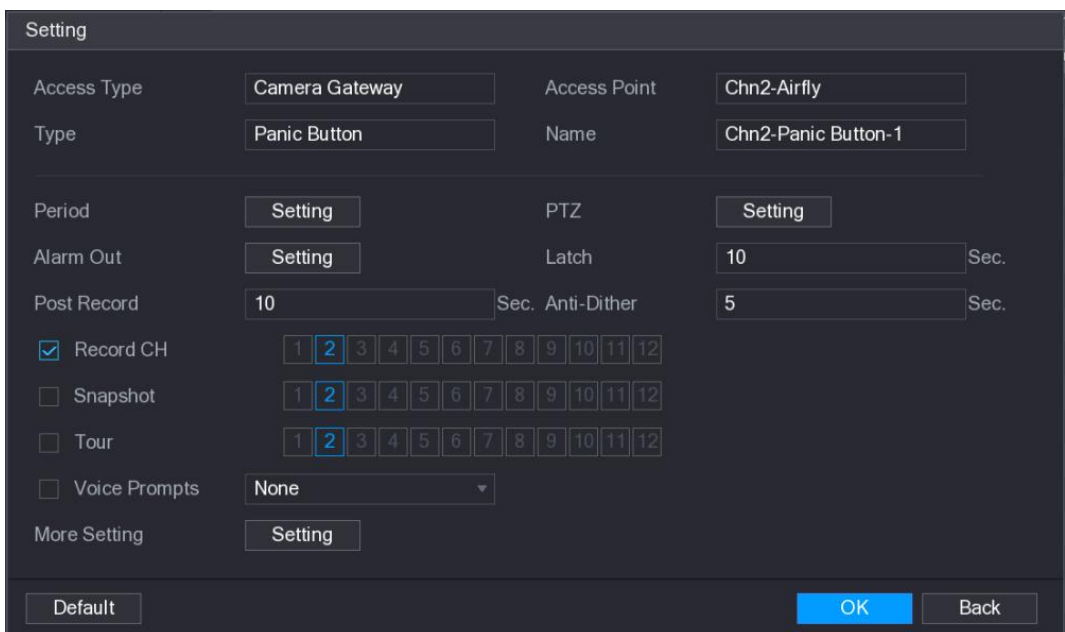 Setting
Access Type Camera Gateway Access Point Chn2-Airfly
Type Panic Button Name Chn2-Panic Button-1
Period Setting PTZ Setting
Alarm Out Setting Latch 10 Sec.
Post Record 10 Sec. Anti-Dither 5 Sec.
Record CH 1 2 3 4 5 6 7 8 9 10 11 12
Snapshot 1 2 3 4 5 6 7 8 9 10 11 12
Tour 1 2 3 4 5 6 7 8 9 10 11 12
Voice Prompts None
More Setting Setting
Default OK Back